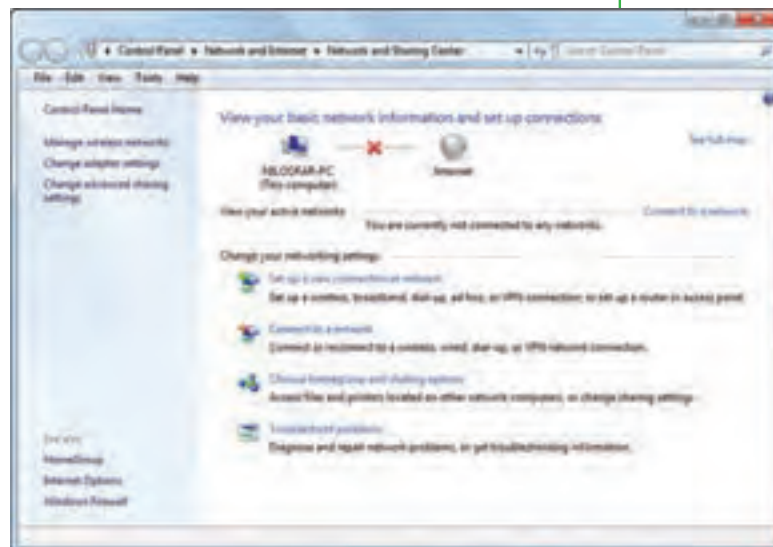 Control Panel ▸ Network and Internet ▸ Network and Sharing Center
Search Control Panel
File Edit View Tools Help
Control Panel Home
Manage wireless networks
Change adapter settings
Change advanced sharing
settings
View your basic network information and set up connections
See full map
-PC
(This computer)
Internet
View your active networks
Connect to a network
You are currently not connected to any networks.
Change your networking settings
Set up a new connection or network
Set up a wireless, broadband, dial-up, ad hoc, or VPN connection; or set up a router or access point.
Connect to a network
Connect or reconnect to a wireless, wired, dial-up, or VPN network connection.
Choose homegroup and sharing options
Access files and printers located on other network computers, or change sharing settings.
Troubleshoot problems
Diagnose and repair network problems, or get troubleshooting information.
See also
HomeGroup
Internet Options
Windows Firewall